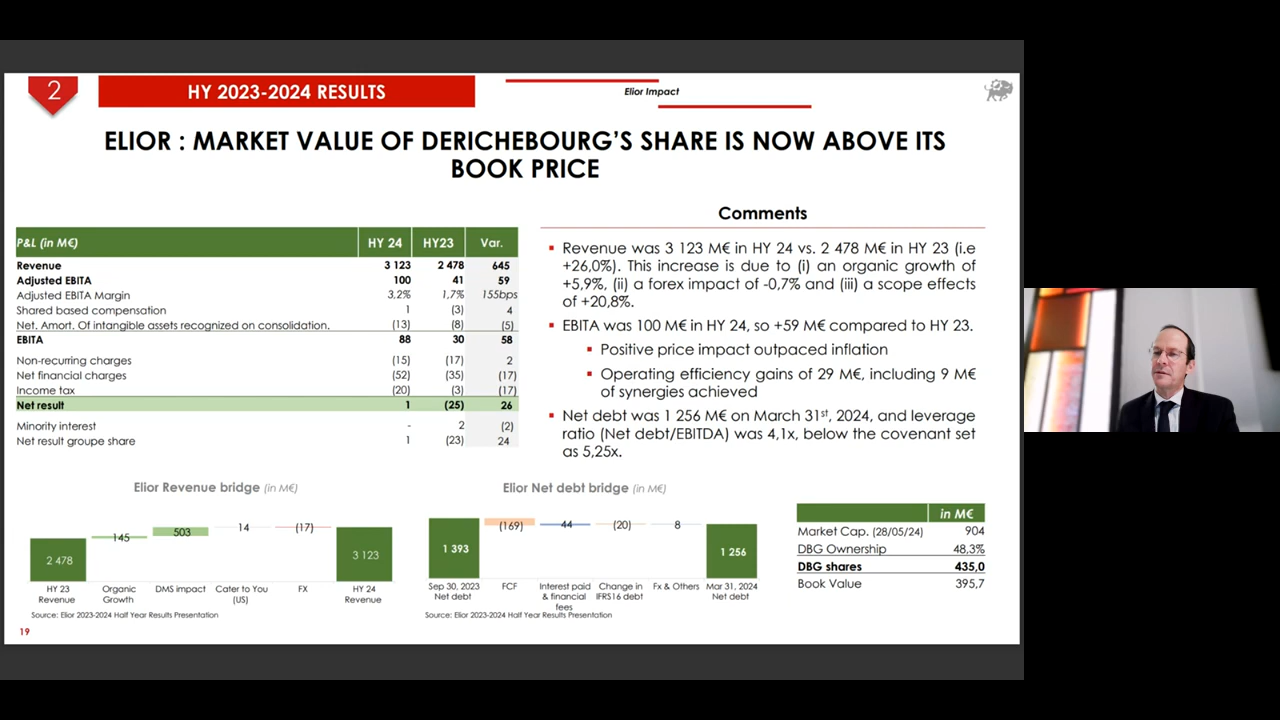 2
HY 2023-2024 RESULTS
Elior Impact
ELIOR : MARKET VALUE OF DERICHEBOURG'S SHARE IS NOW ABOVE ITS
BOOK PRICE
P&L (in M€) HY 24 HY23 Var.
Revenue 3 123 2 478 645
Adjusted EBITA 100 41 59
Adjusted EBITA Margin 3,2% 1,7% 155bps
Shared based compensation 1 (3) 4
Net. Amort. Of intangible assets recognized on consolidation. (13) (8) (5)
EBITA 88 30 58
Non-recurring charges (15) (17) 2
Net financial charges (52) (35) (17)
Income tax (20) (3) (17)
Net result 1 (25) 26
Minority interest - 2 (2)
Net result groupe share 1 (23) 24
Comments
▪ Revenue was 3 123 M€ in HY 24 vs. 2 478 M€ in HY 23 (i.e
+26,0%). This increase is due to (i) an organic growth of
+5,9%, (ii) a forex impact of -0,7% and (iii) a scope effects
of +20,8%.
▪ EBITA was 100 M€ in HY 24, so +59 M€ compared to HY 23.
▪ Positive price impact outpaced inflation
▪ Operating efficiency gains of 29 M€, including 9 M€
of synergies achieved
▪ Net debt was 1 256 M€ on March 31st, 2024, and leverage
ratio (Net debt/EBITDA) was 4,1x, below the covenant set
as 5,25x.
Elior Revenue bridge (in M€)
2 478 145 503 14 (17) 3 123
HY 23 Organic DMS impact Cater to You FX HY 24
Revenue Growth (US) Revenue
Source: Elior 2023-2024 Half Year Results Presentation
Elior Net debt bridge (in M€)
1 393 (169) 44 (20) 8 1 256
Sep 30, 2023 FCF Interest paid Change in Fx & Others Mar 31, 2024
Net debt & financial IFRS16 debt Net debt
fees
Source: Elior 2023-2024 Half Year Results Presentation
in M€
Market Cap. (28/05/24) 904
DBG Ownership 48,3%
DBG shares 435,0
Book Value 395,7
19